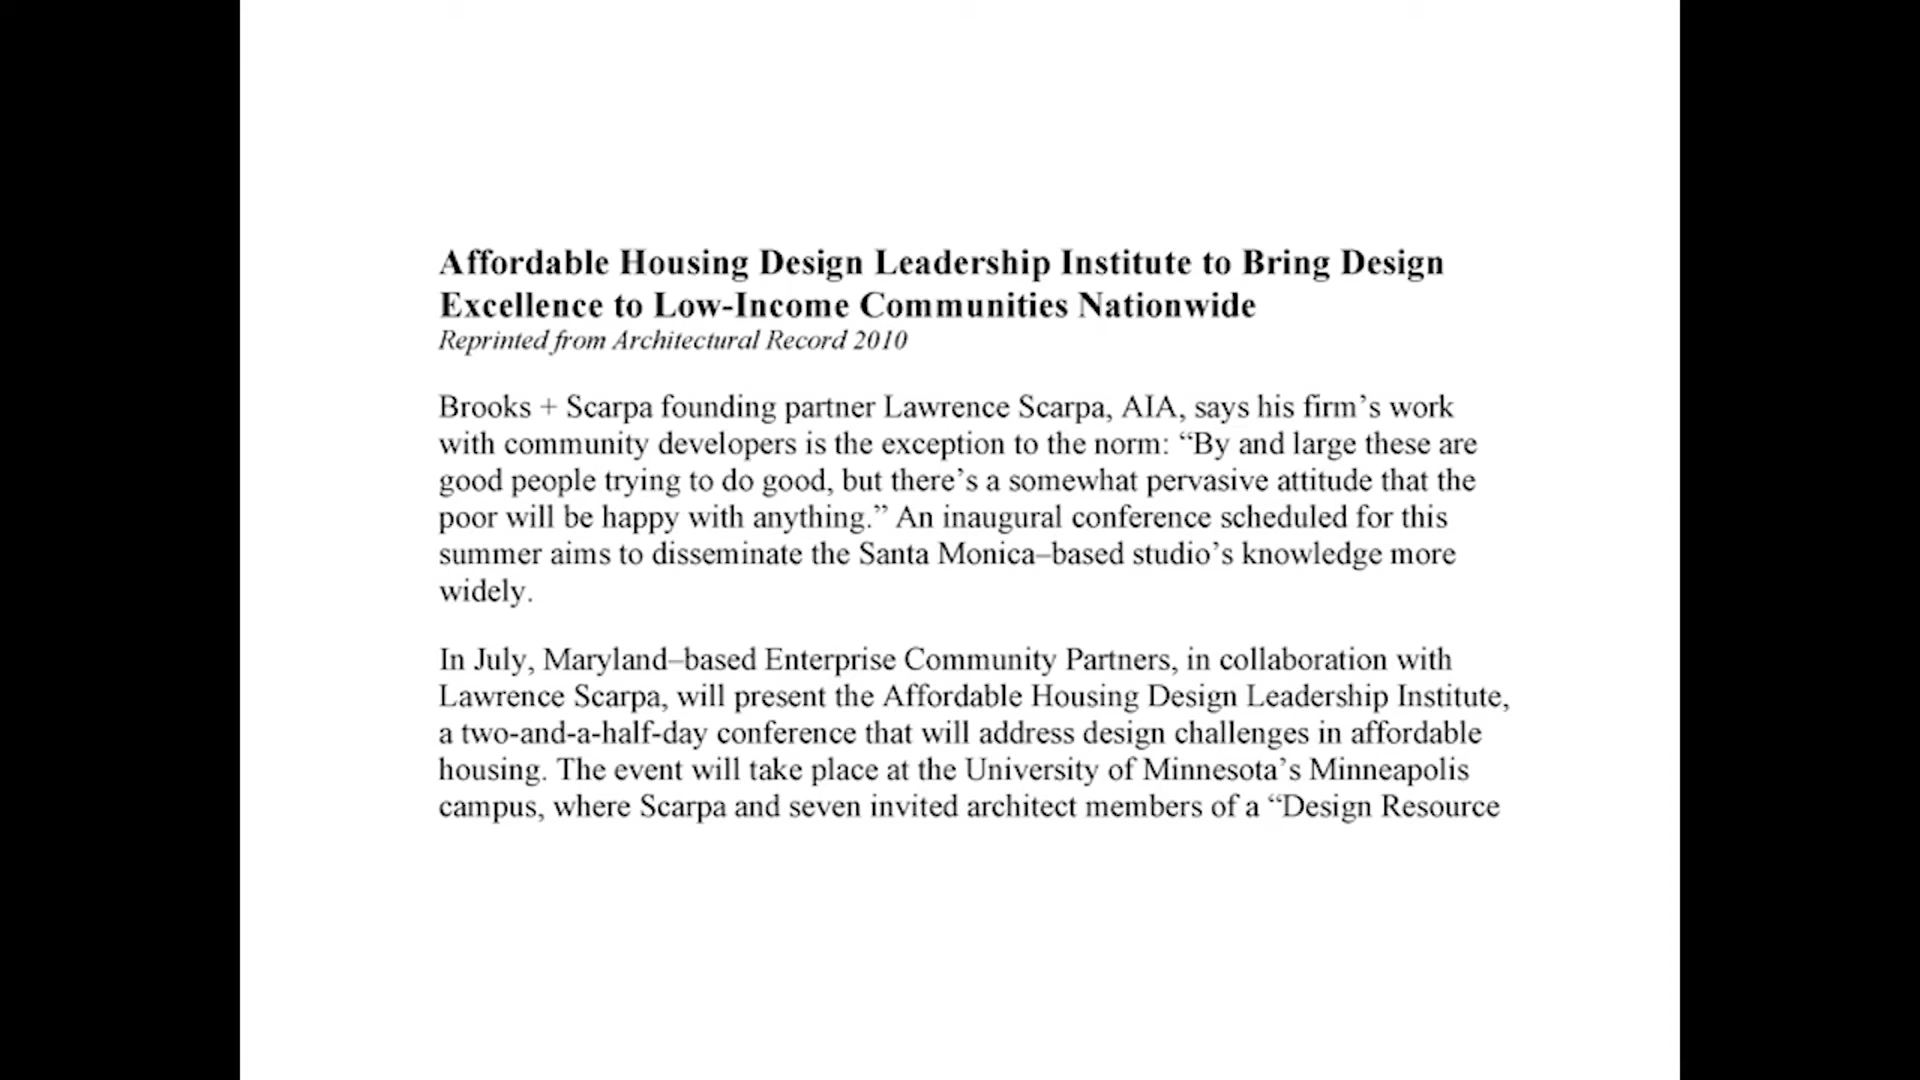 Affordable Housing Design Leadership Institute to Bring Design
Excellence to Low-Income Communities Nationwide
Reprinted from Architectural Record 2010
Brooks + Scarpa founding partner Lawrence Scarpa, AIA, says his firm’s work
with community developers is the exception to the norm: “By and large these are
good people trying to do good, but there’s a somewhat pervasive attitude that the
poor will be happy with anything.” An inaugural conference scheduled for this
summer aims to disseminate the Santa Monica–based studio’s knowledge more
widely.
In July, Maryland–based Enterprise Community Partners, in collaboration with
Lawrence Scarpa, will present the Affordable Housing Design Leadership Institute,
a two-and-a-half-day conference that will address design challenges in affordable
housing. The event will take place at the University of Minnesota’s Minneapolis
campus, where Scarpa and seven invited architect members of a “Design Resource